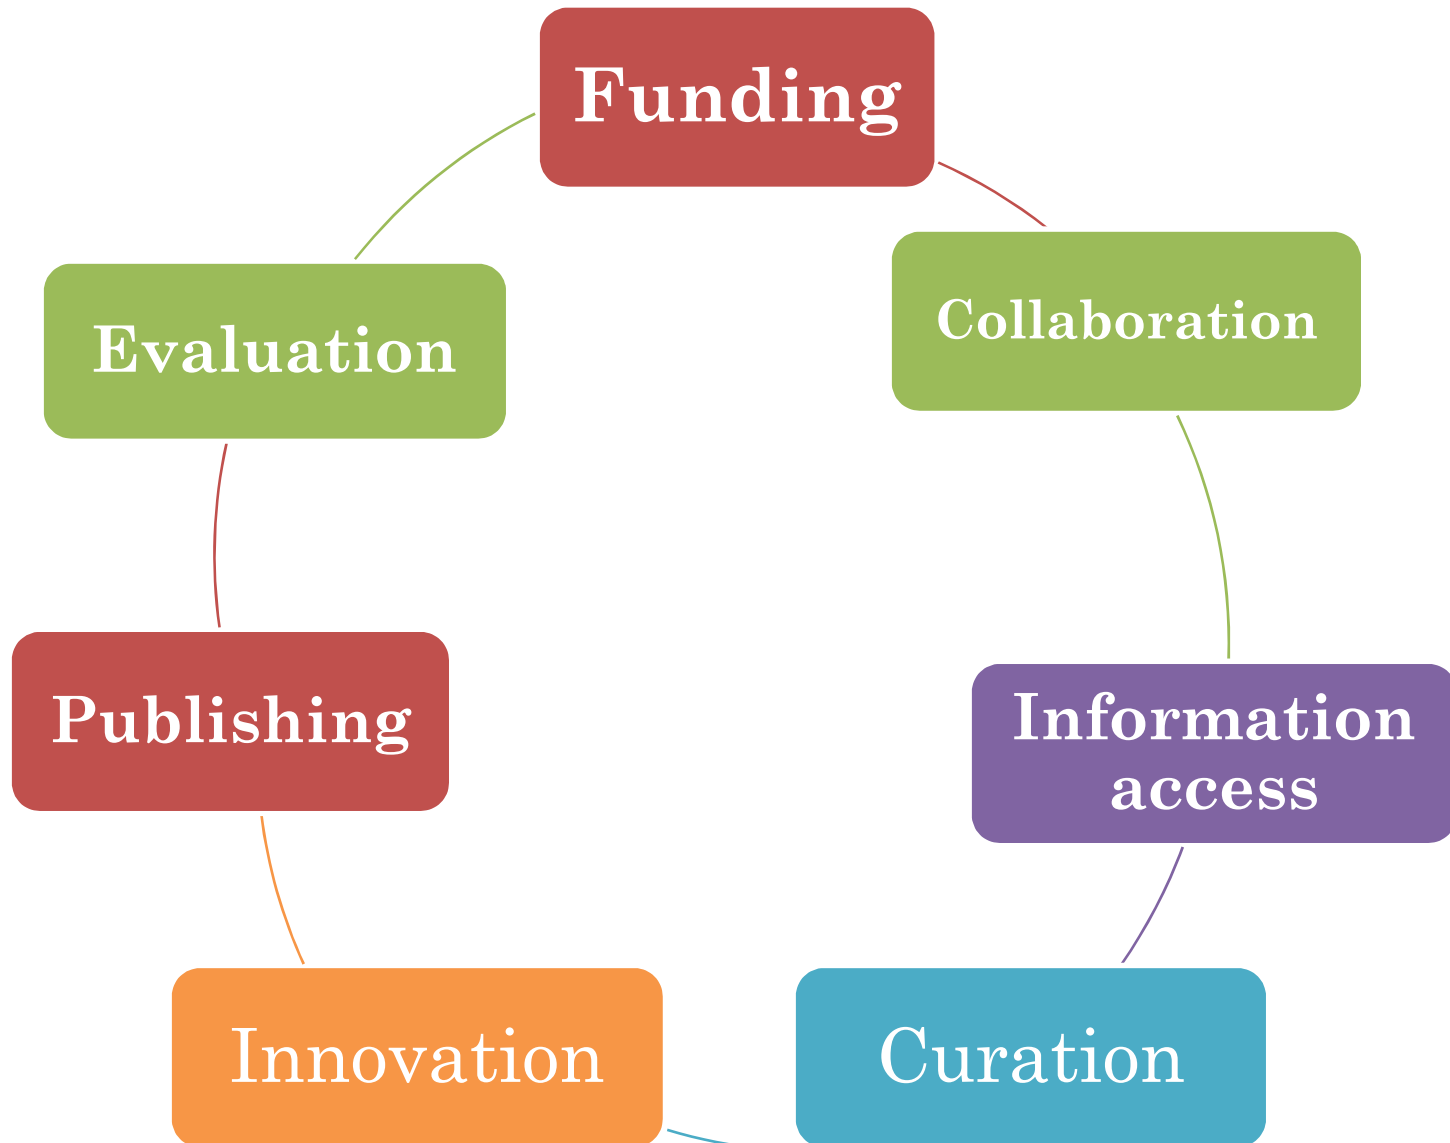 Funding
Collaboration
Evaluation
Information
access
Publishing
Innovation
Curation